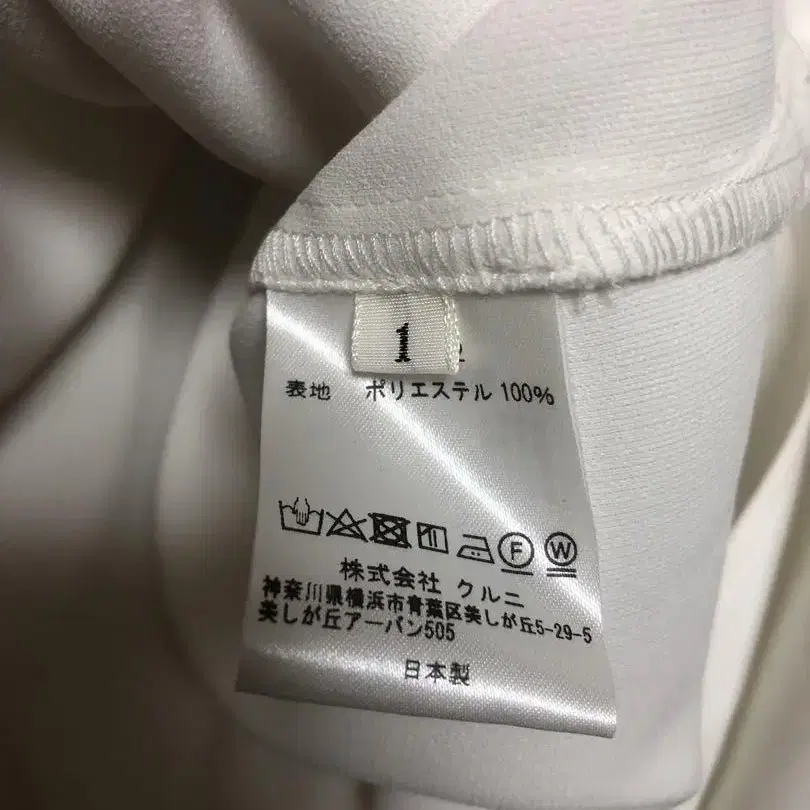 1
表地 ポリエステル 100%
F W
株式会社 クルニ
神奈川県横浜市青葉区美しが丘5-29-5
美しが丘アーバン505
日本製